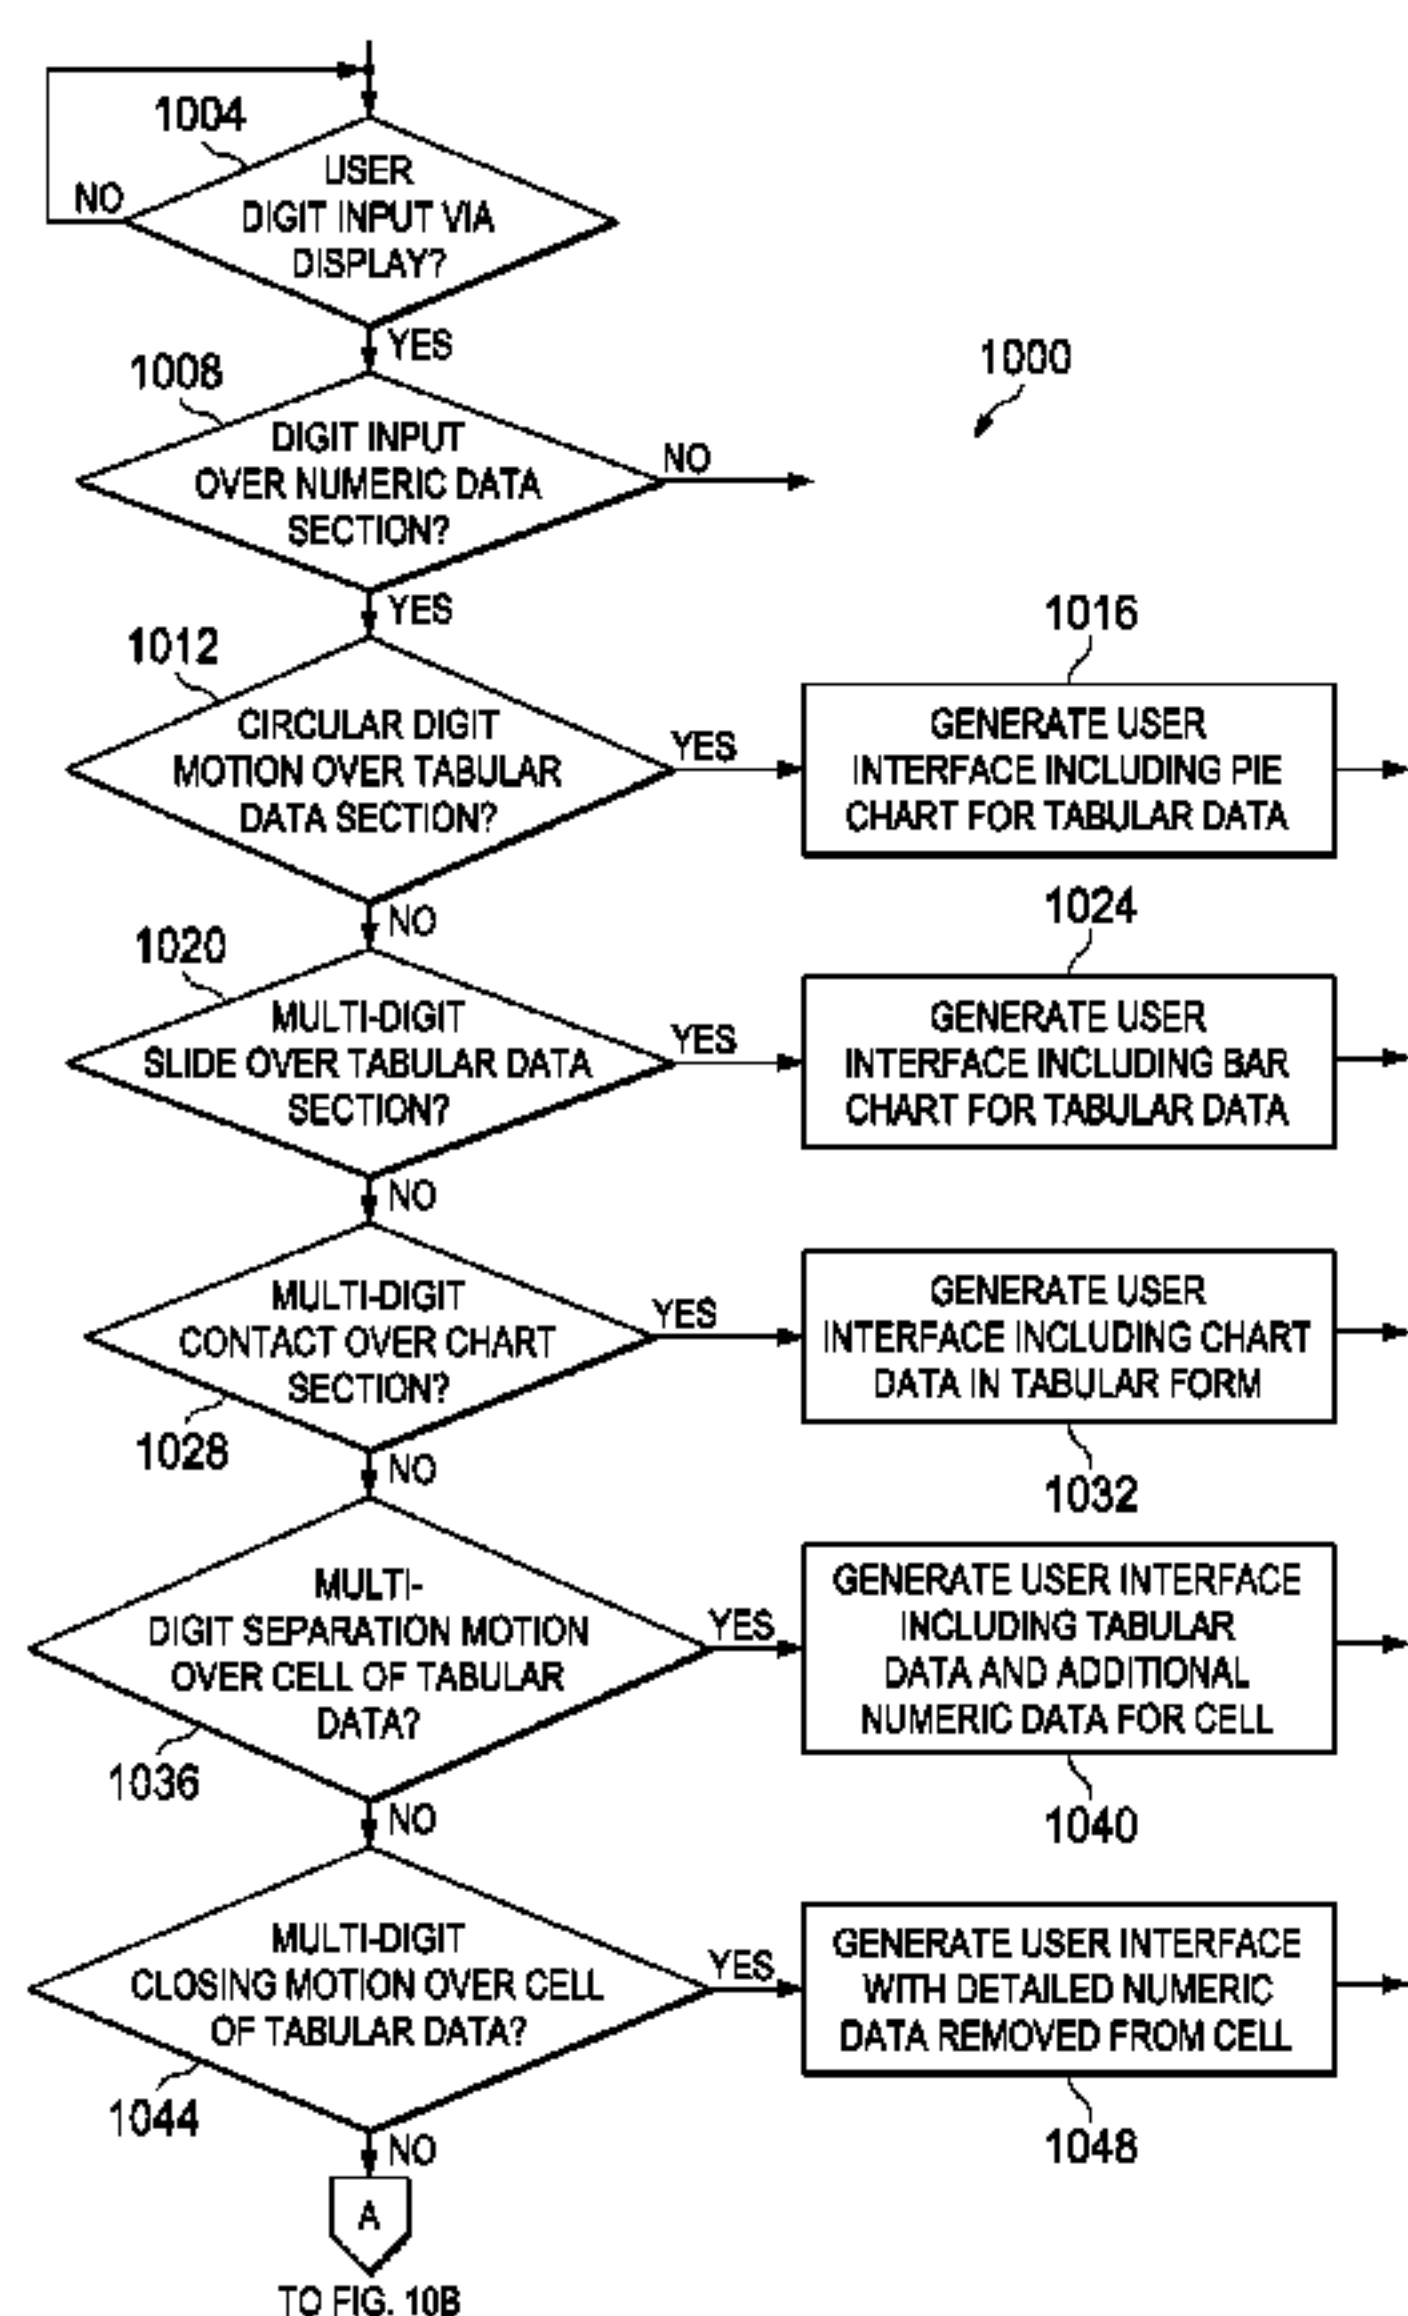 1004
USER
DIGIT INPUT VIA
DISPLAY?
NO
YES
1000
1008
DIGIT INPUT
OVER NUMERIC DATA
SECTION?
NO
YES
1012
CIRCULAR DIGIT
MOTION OVER TABULAR
DATA SECTION?
YES
1016
GENERATE USER
INTERFACE INCLUDING PIE
CHART FOR TABULAR DATA
NO
1020
MULTI-DIGIT
SLIDE OVER TABULAR DATA
SECTION?
YES
1024
GENERATE USER
INTERFACE INCLUDING BAR
CHART FOR TABULAR DATA
NO
MULTI-DIGIT
CONTACT OVER CHART
SECTION?
1028
YES
GENERATE USER
INTERFACE INCLUDING CHART
DATA IN TABULAR FORM
1032
NO
MULTI-
DIGIT SEPARATION MOTION
OVER CELL OF TABULAR
DATA?
1036
YES
GENERATE USER INTERFACE
INCLUDING TABULAR
DATA AND ADDITIONAL
NUMERIC DATA FOR CELL
1040
NO
MULTI-DIGIT
CLOSING MOTION OVER CELL
OF TABULAR DATA?
1044
YES
GENERATE USER INTERFACE
WITH DETAILED NUMERIC
DATA REMOVED FROM CELL
1048
NO
A
TO FIG. 10B